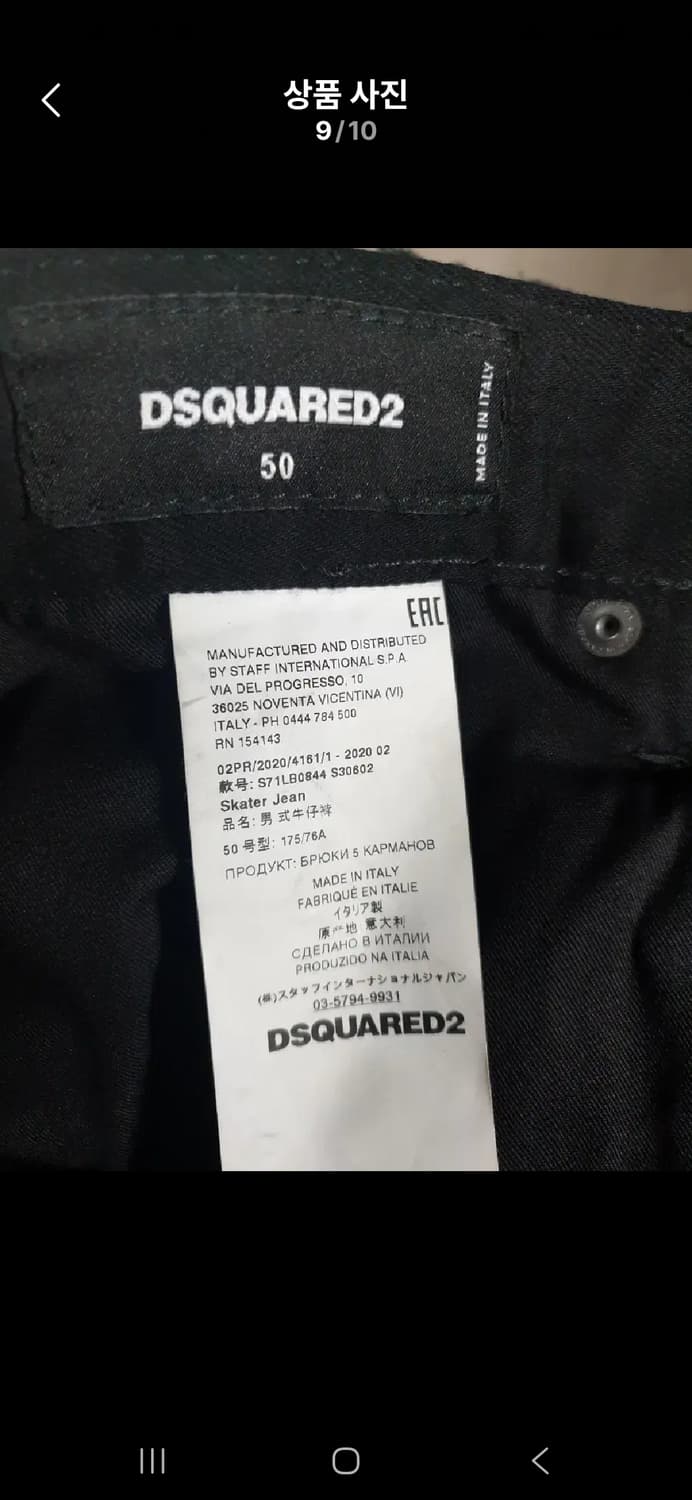 상품 사진
9/10
DSQUARED2
50
MADE IN ITALY
EAC
MANUFACTURED AND DISTRIBUTED
BY STAFF INTERNATIONAL S.P.A
VIA DEL PROGRESSO, 10
36025 NOVENTA VICENTINA (VI)
ITALY - PH 0444 784 500
RN 154143
02PR/2020/4161/1 - 2020 02
款号: S71LB0844 S30602
Skater Jean
品名: 男式牛仔裤
50 号型: 175/76A
ПРОДУКТ: БРЮКИ 5 КАРМАНОВ
MADE IN ITALY
FABRIQUÉ EN ITALIE
イタリア製
原产地 意大利
СДЕЛАНО В ИТАЛИИ
PRODUZIDO NA ITALIA
(株)スタッフインターナショナルジャパン
03-5794-9931
DSQUARED2